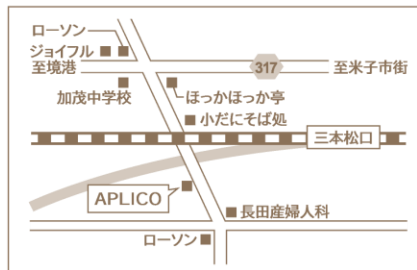 ローソン
ジョイフル
至境港
317
至米子市街
加茂中学校
ほっかほっか亭
小だにそば処
三本松口
APLICO
長田産婦人科
ローソン